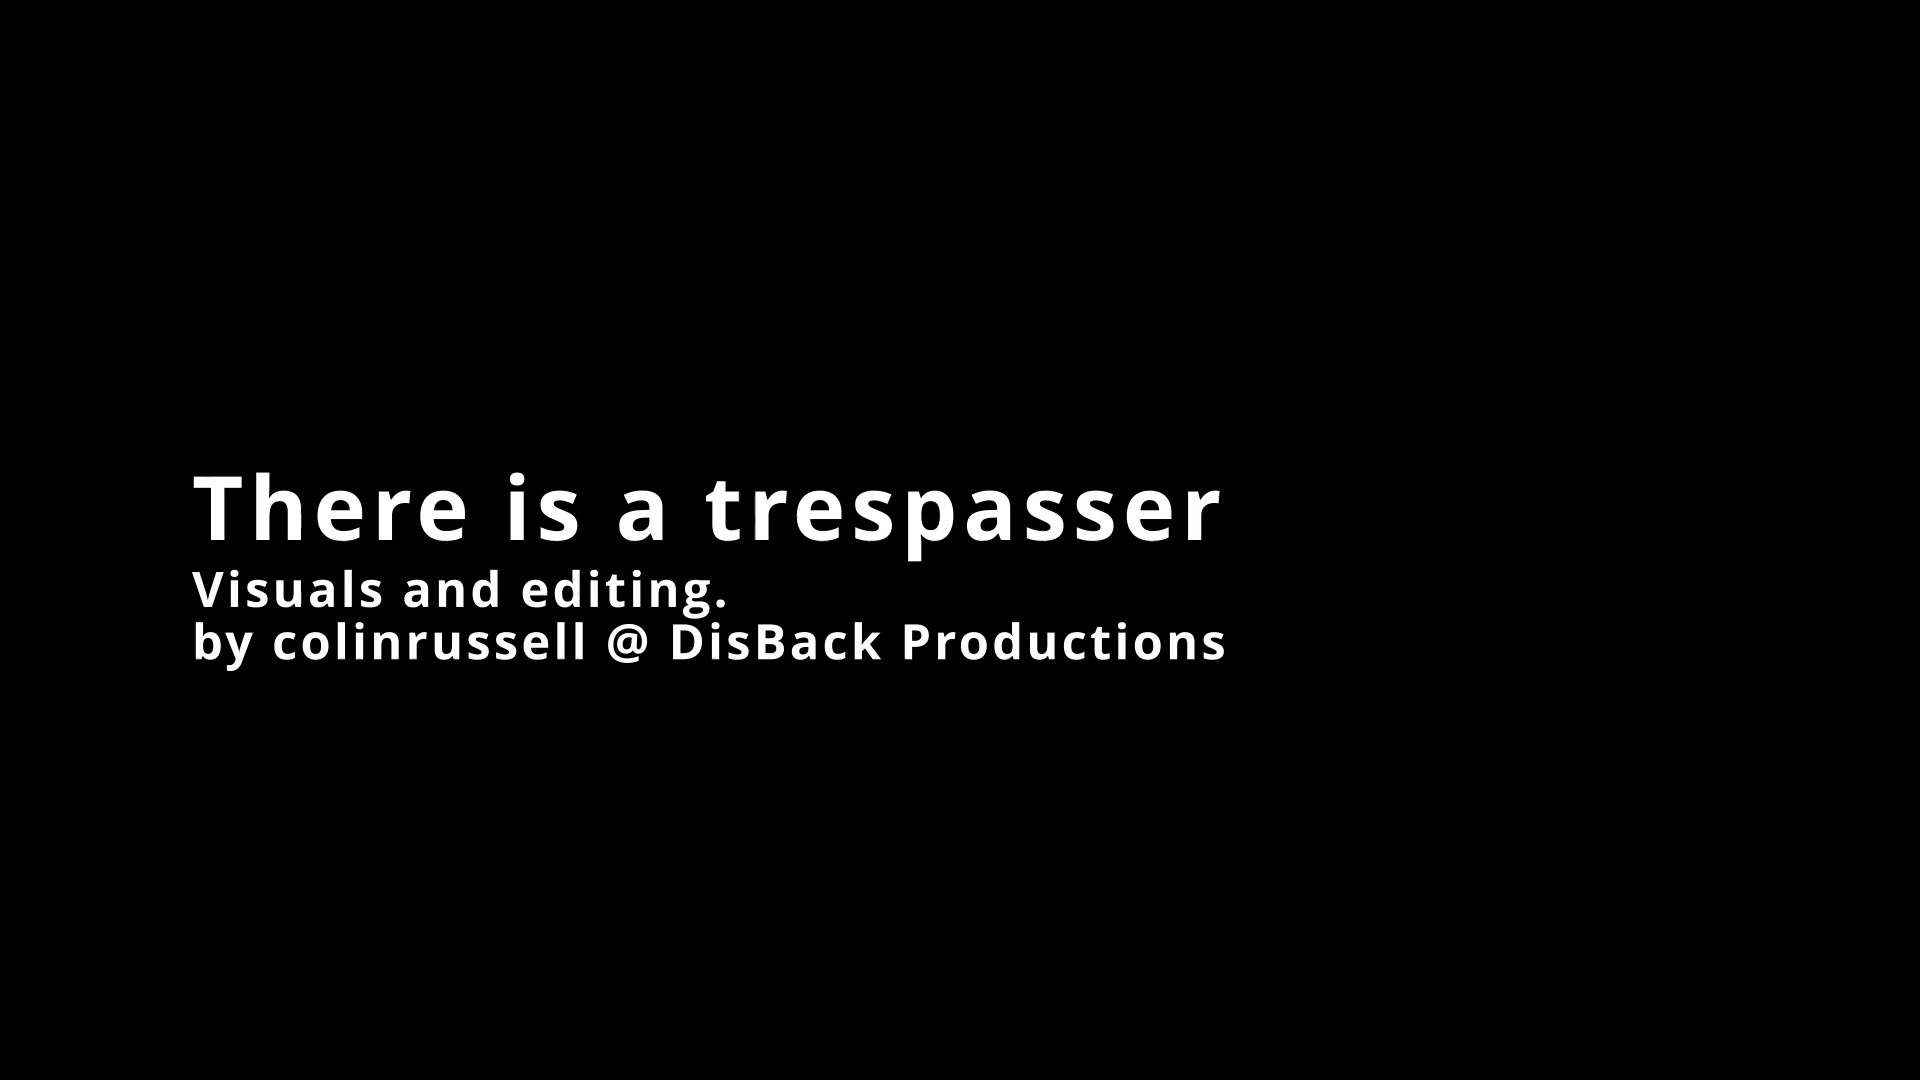 There is a trespasser
Visuals and editing.
by colinrussell @ DisBack Productions